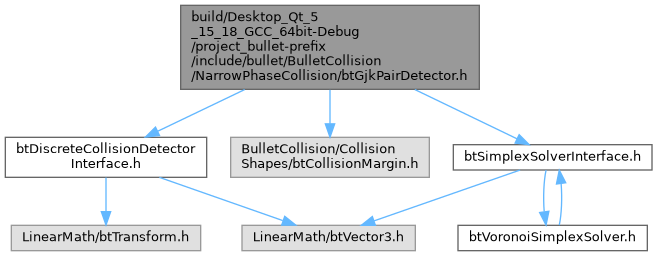 build/Desktop_Qt_5
_15_18_GCC_64bit-Debug
/project_bullet-prefix
/include/bullet/BulletCollision
/NarrowPhaseCollision/btGjkPairDetector.h
btDiscreteCollisionDetector
Interface.h
BulletCollision/Collision
Shapes/btCollisionMargin.h
btSimplexSolverInterface.h
LinearMath/btTransform.h
LinearMath/btVector3.h
btVoronoiSimplexSolver.h